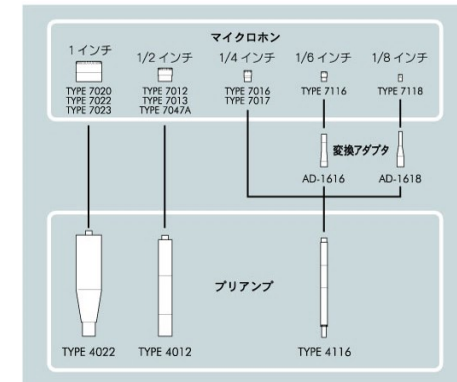 マイクロホン
1 インチ
1/2 インチ
1/4 インチ
1/6 インチ
1/8 インチ
TYPE 7020
TYPE 7022
TYPE 7023
TYPE 7012
TYPE 7013
TYPE 7047A
TYPE 7016
TYPE 7017
TYPE 7116
TYPE 7118
変換アダプタ
AD-1616
AD-1618
プリアンプ
TYPE 4022
TYPE 4012
TYPE 4116